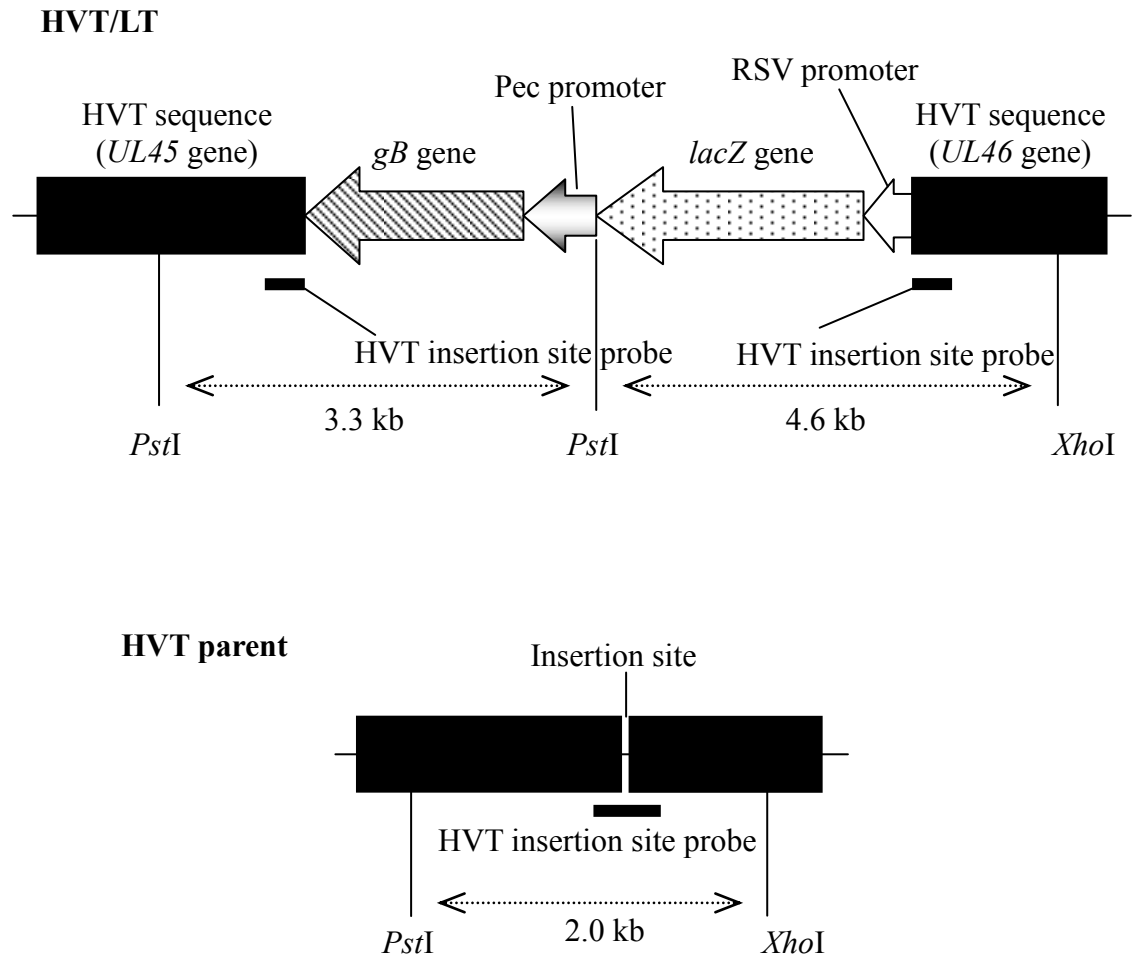 HVT/LT
RSV promoter
Pec promoter
HVT sequence
(UL45 gene)
gB gene
lacZ gene
HVT sequence
(UL46 gene)
HVT insertion site probe
HVT insertion site probe
3.3 kb
4.6 kb
PstI
PstI
XhoI
HVT parent
Insertion site
HVT insertion site probe
2.0 kb
PstI
XhoI